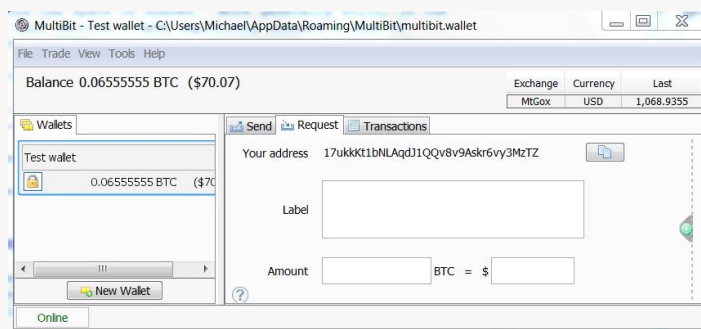 MultiBit - Test wallet - C:\Users\Michael\AppData\Roaming\MultiBit\multibit.wallet
File Trade View Tools Help
Balance 0.06555555 BTC ($70.07)
Exchange Currency Last
MtGox USD 1,068.9355
Wallets
Send Request Transactions
Test wallet
0.06555555 BTC ($70
Your address 17ukkKt1bNLAqdJ1QQv8v9Askr6vy3MzTZ
Label
Amount BTC = $
New Wallet
?
Online